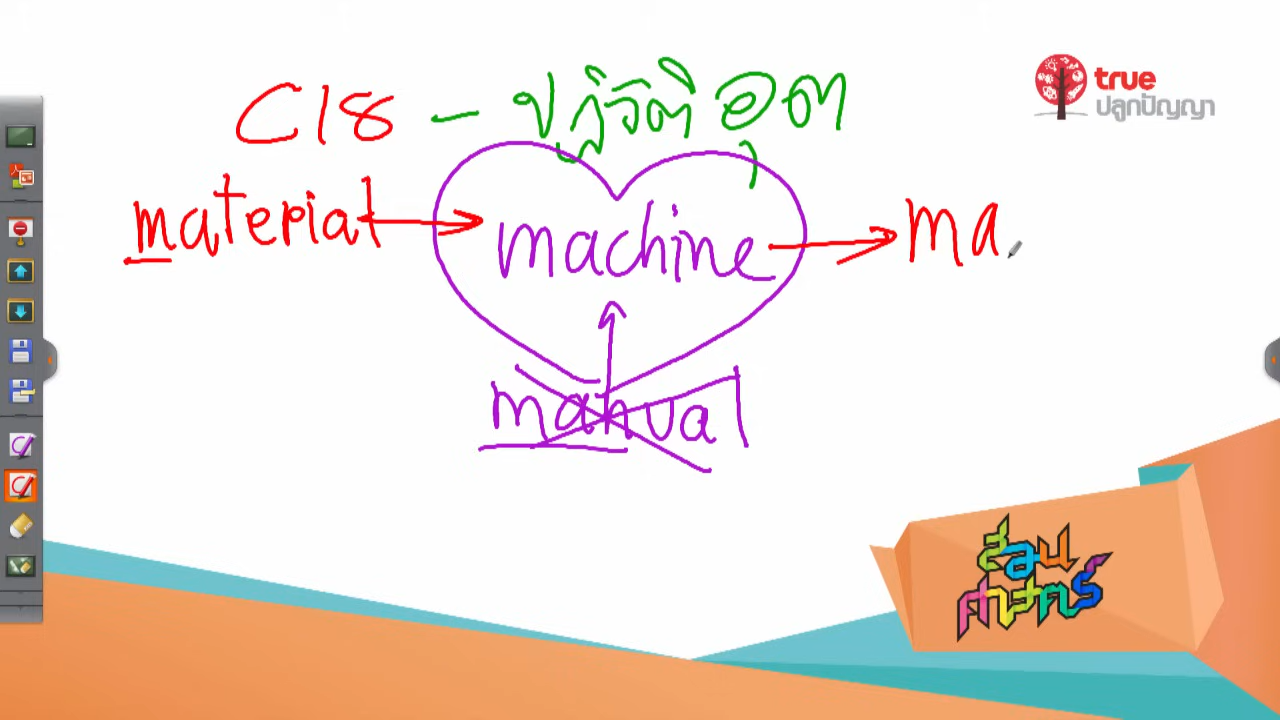 true
ปลูกปัญญา
C18 - ปฏิวัติอุต
material machine ma
manual
สอน
ศาสตร์